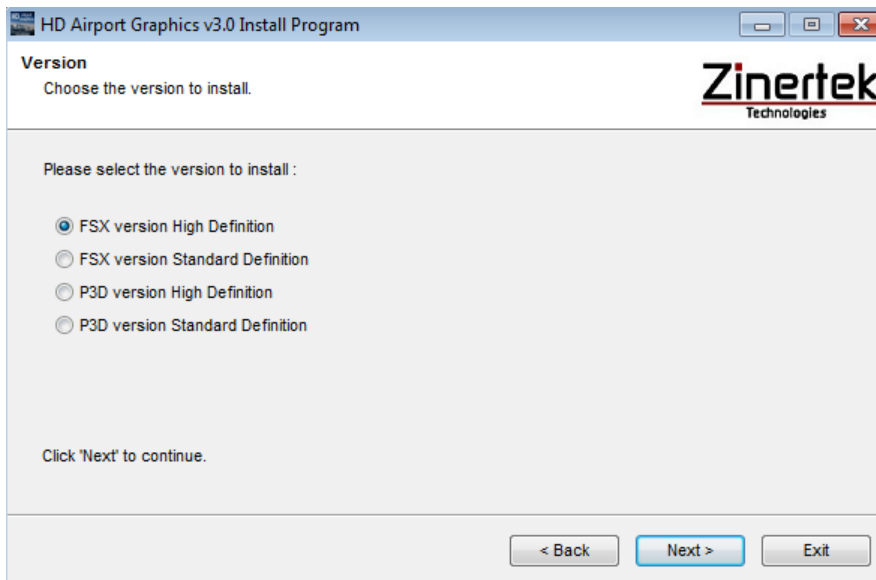 HD Airport Graphics v3.0 Install Program
Version
Choose the version to install.
Zinertek
Technologies
Please select the version to install :
FSX version High Definition
FSX version Standard Definition
P3D version High Definition
P3D version Standard Definition
Click 'Next' to continue.
< Back
Next >
Exit